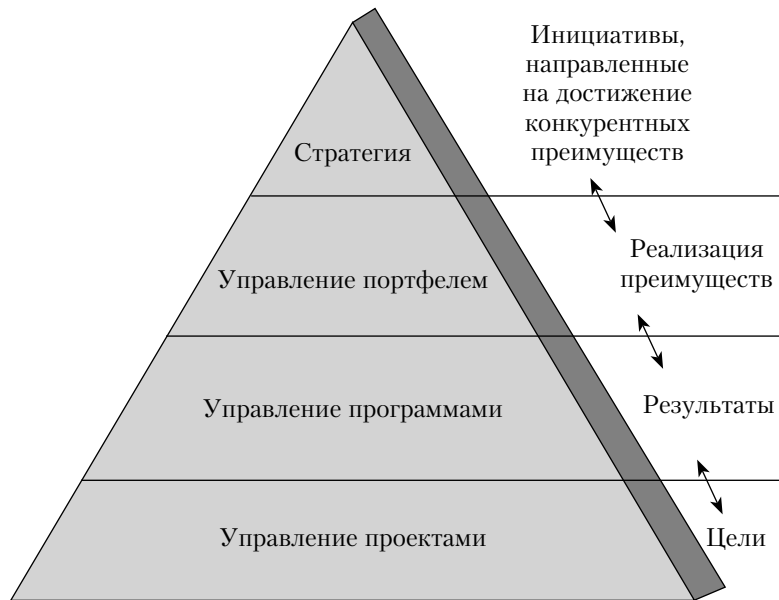 Инициативы,
направленные
на достижение
конкурентных
преимуществ
Стратегия
Реализация
преимуществ
Управление портфелем
Результаты
Управление программами
Цели
Управление проектами